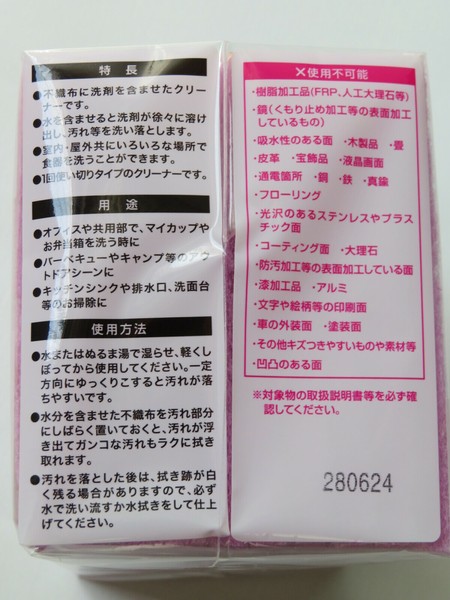 特長
●不織布に洗剤を含ませたクリー
ナーです。
●水を含ませると洗剤が徐々に溶け
出し、汚れ等を洗い落とします。
●室内・屋外共にいろいろな場所で
食器を洗うことができます。
●1回使い切りタイプのクリーナーです。
用途
●オフィスや共用部で、マイカップや
お弁当箱を洗う時に
●バーベキューやキャンプ等のアウ
トドアシーンに
●キッチンシンクや排水口、洗面台
等のお掃除に
使用方法
●水またはぬるま湯で湿らせ、軽くし
ぼってから使用してください。一定
方向にゆっくりこすると汚れが落
ちやすいです。
●水分を含ませた不織布を汚れ部分
にしばらく置いておくと、汚れが浮
き出てガンコな汚れもラクに拭き
取れます。
●汚れを落とした後は、拭き跡が白
く残る場合がありますので、必ず
水で洗い流すか水拭きをして仕上
げてください。
×使用不可能
・樹脂加工品(FRP、人工大理石等)
・鏡(くもり止め加工等の表面加工
しているもの)
・吸水性のある面 ・木製品 ・畳
・皮革 ・宝飾品 ・液晶画面
・通電箇所 ・銅 ・鉄 ・真鍮
・フローリング
・光沢のあるステンレスやプラス
チック面
・コーティング面 ・大理石
・防汚加工等の表面加工している面
・漆加工品 ・アルミ
・文字や絵柄等の印刷面
・車の外装面 ・塗装面
・その他キズつきやすいものや素材等
・凹凸のある面
※対象物の取扱説明書等を必ず確
認してください。
280624